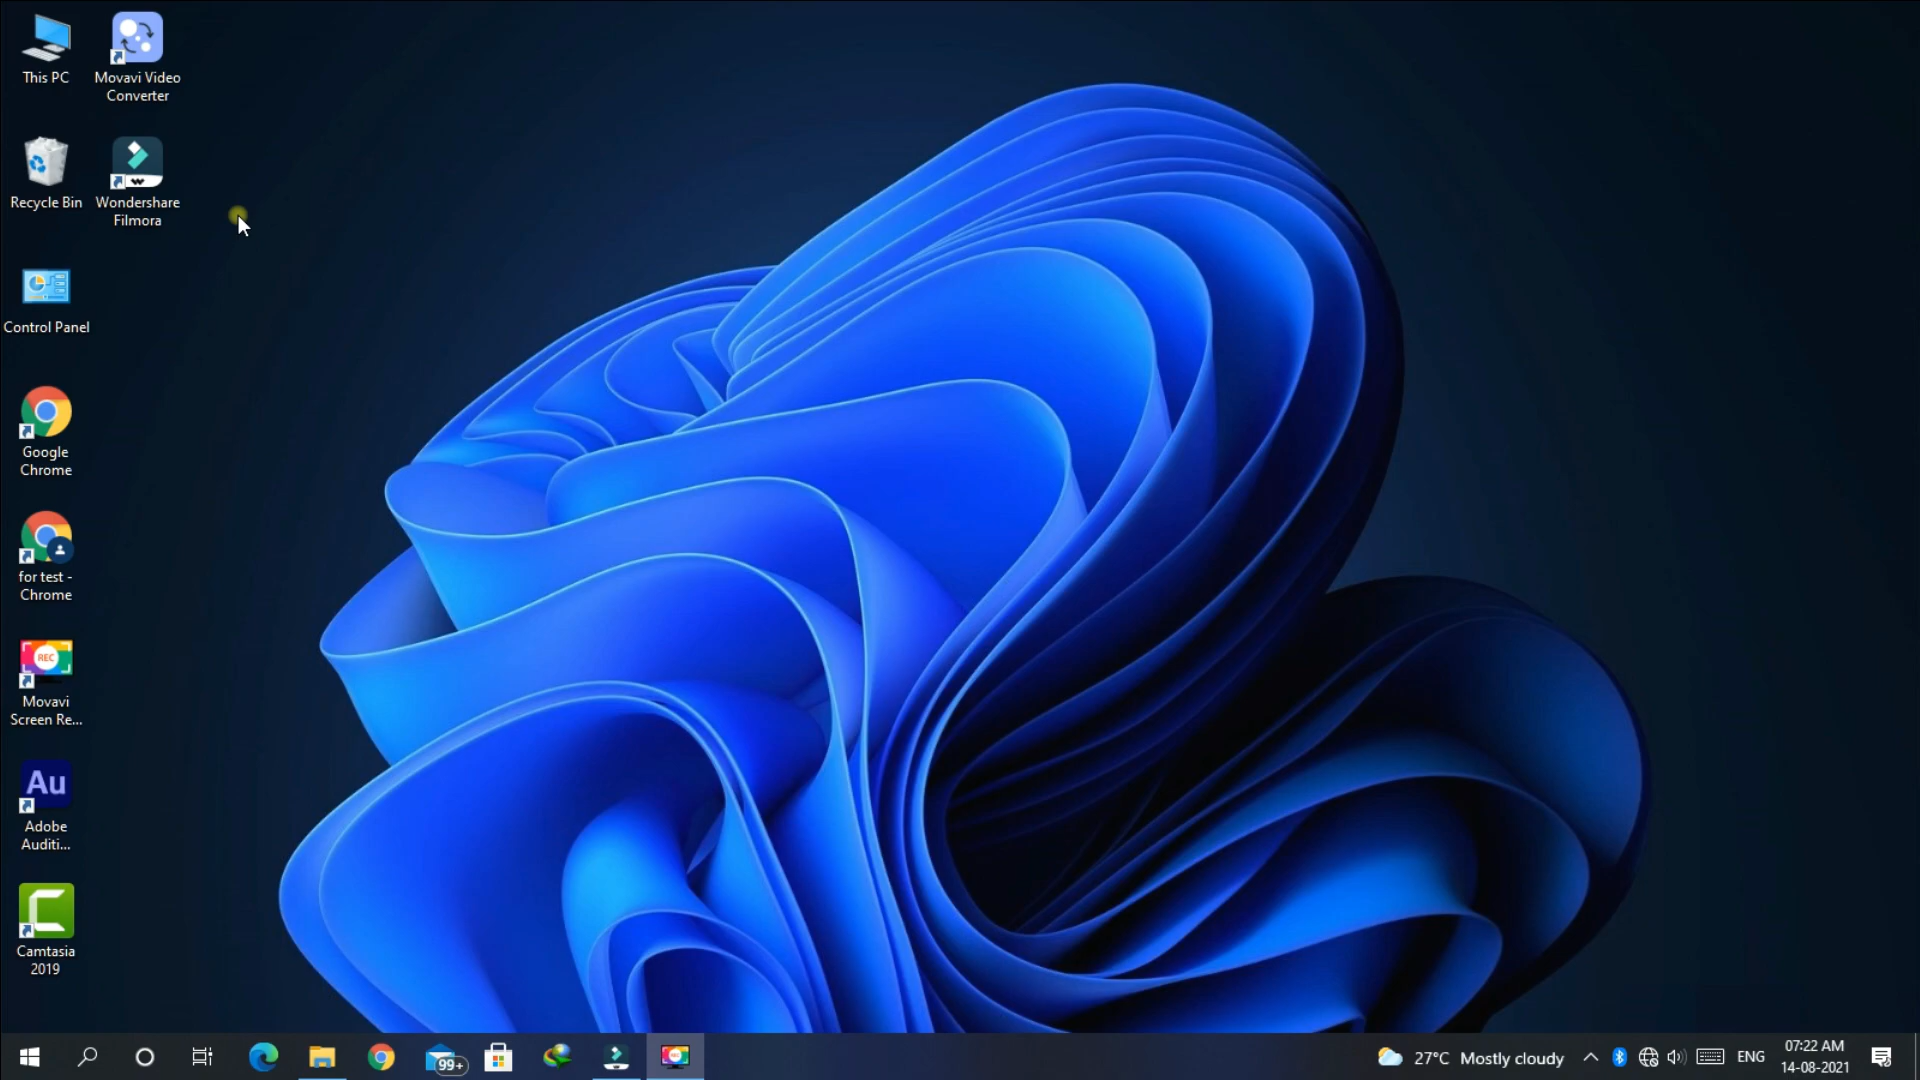 This PC
Movavi Video
Converter
Recycle Bin
Wondershare
Filmora
Control Panel
Google
Chrome
for test -
Chrome
REC
Movavi
Screen Re...
Au
Adobe
Auditi...
Camtasia
2019
99+
REC
27°C Mostly cloudy
ENG
07:22 AM
14-08-2021